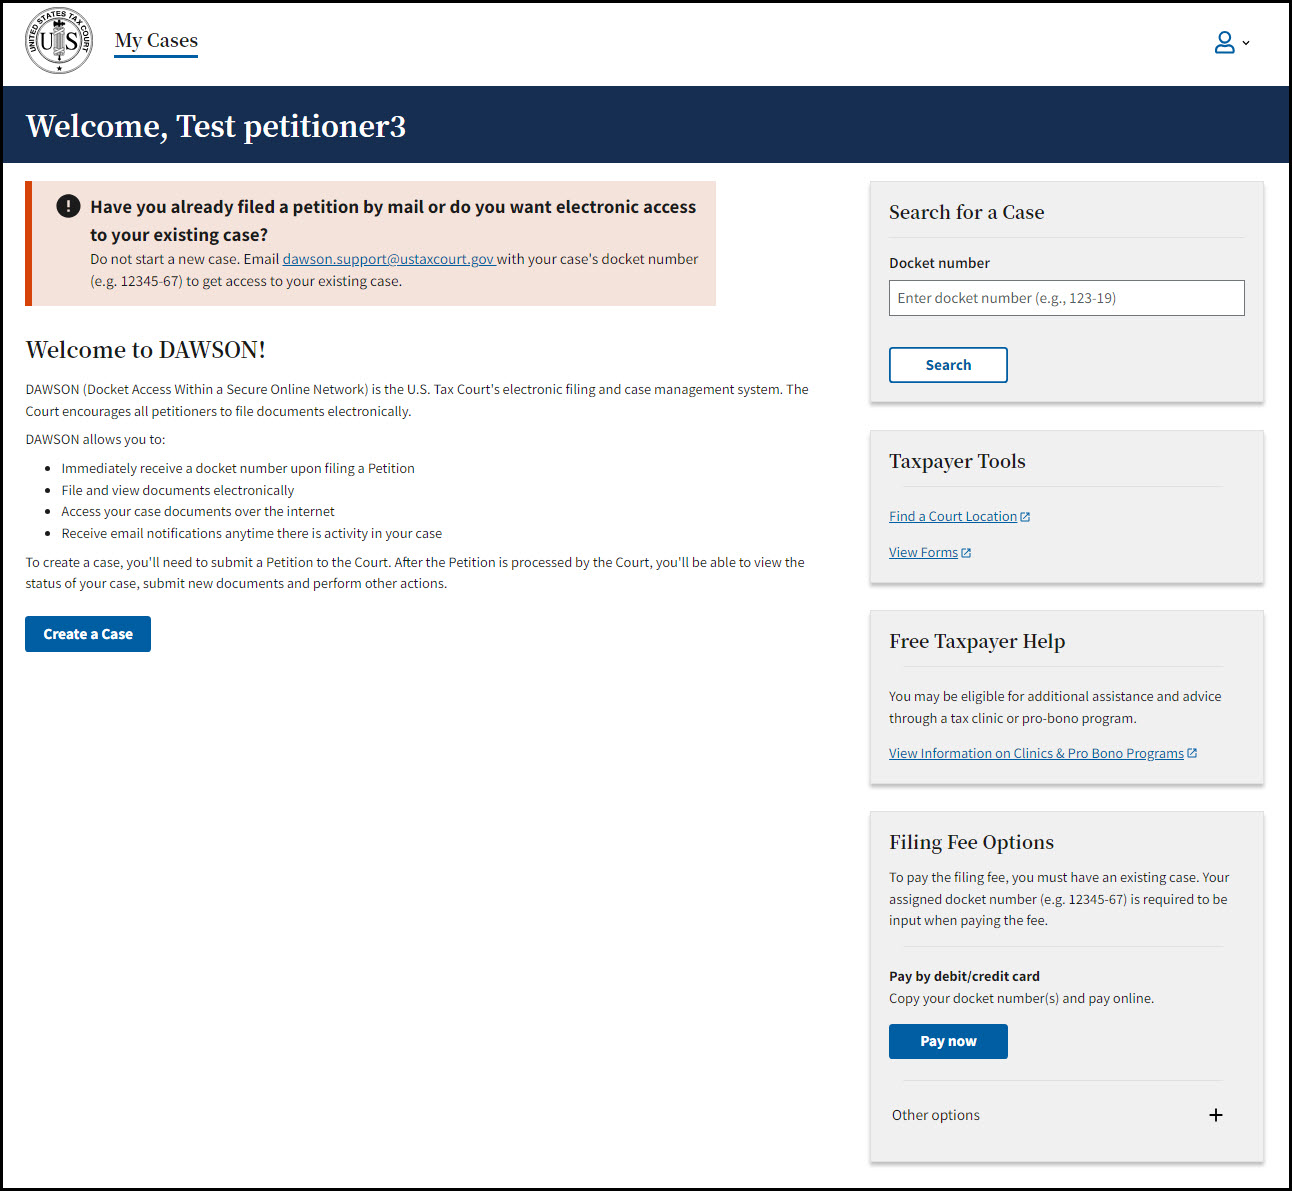 UNITED STATES TAX COURT
US
My Cases
Welcome, Test petitioner3
Have you already filed a petition by mail or do you want electronic access
to your existing case?
Do not start a new case. Email dawson.support@ustaxcourt.gov with your case's docket number
(e.g. 12345-67) to get access to your existing case.
Welcome to DAWSON!
DAWSON (Docket Access Within a Secure Online Network) is the U.S. Tax Court's electronic filing and case management system. The
Court encourages all petitioners to file documents electronically.
DAWSON allows you to:
Immediately receive a docket number upon filing a Petition
File and view documents electronically
Access your case documents over the internet
Receive email notifications anytime there is activity in your case
To create a case, you'll need to submit a Petition to the Court. After the Petition is processed by the Court, you'll be able to view the
status of your case, submit new documents and perform other actions.
Create a Case
Search for a Case
Docket number
Enter docket number (e.g., 123-19)
Search
Taxpayer Tools
Find a Court Location
View Forms
Free Taxpayer Help
You may be eligible for additional assistance and advice
through a tax clinic or pro-bono program.
View Information on Clinics & Pro Bono Programs
Filing Fee Options
To pay the filing fee, you must have an existing case. Your
assigned docket number (e.g. 12345-67) is required to be
input when paying the fee.
Pay by debit/credit card
Copy your docket number(s) and pay online.
Pay now
Other options